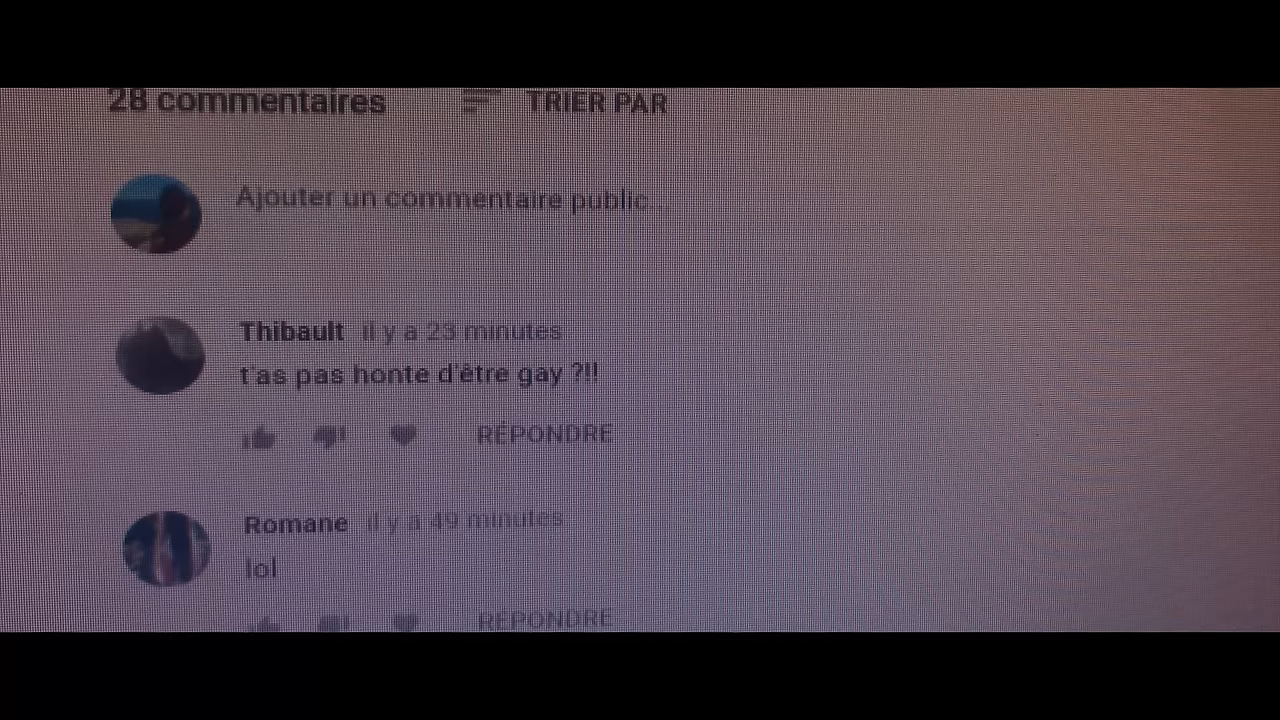 28 commentaires TRIER PAR
Ajouter un commentaire public...
Thibault il y a 23 minutes
t'as pas honte d'être gay ?!!
RÉPONDRE
Romane il y a 49 minutes
lol
RÉPONDRE